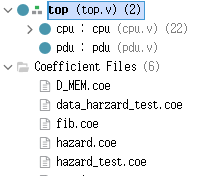 top (top.v) (2)
cpu : cpu (cpu.v) (22)
pdu : pdu (pdu.v)
Coefficient Files (6)
D_MEM.coe
data_harzard_test.coe
fib.coe
hazard.coe
hazard_test.coe